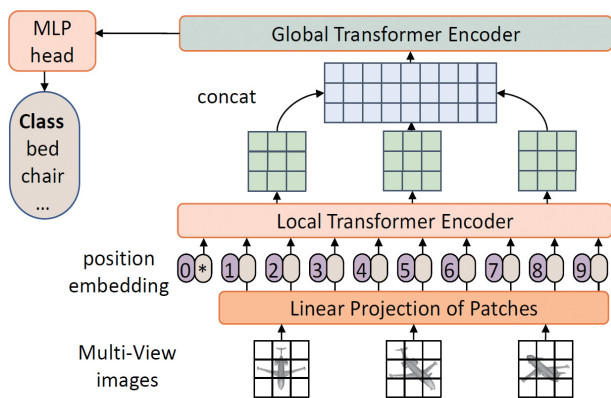 MLP
head
Global Transformer Encoder
concat
Class
bed
chair
...
Local Transformer Encoder
position
embedding
0 * 1 2 3 4 5 6 7 8 9
Linear Projection of Patches
Multi-View
images